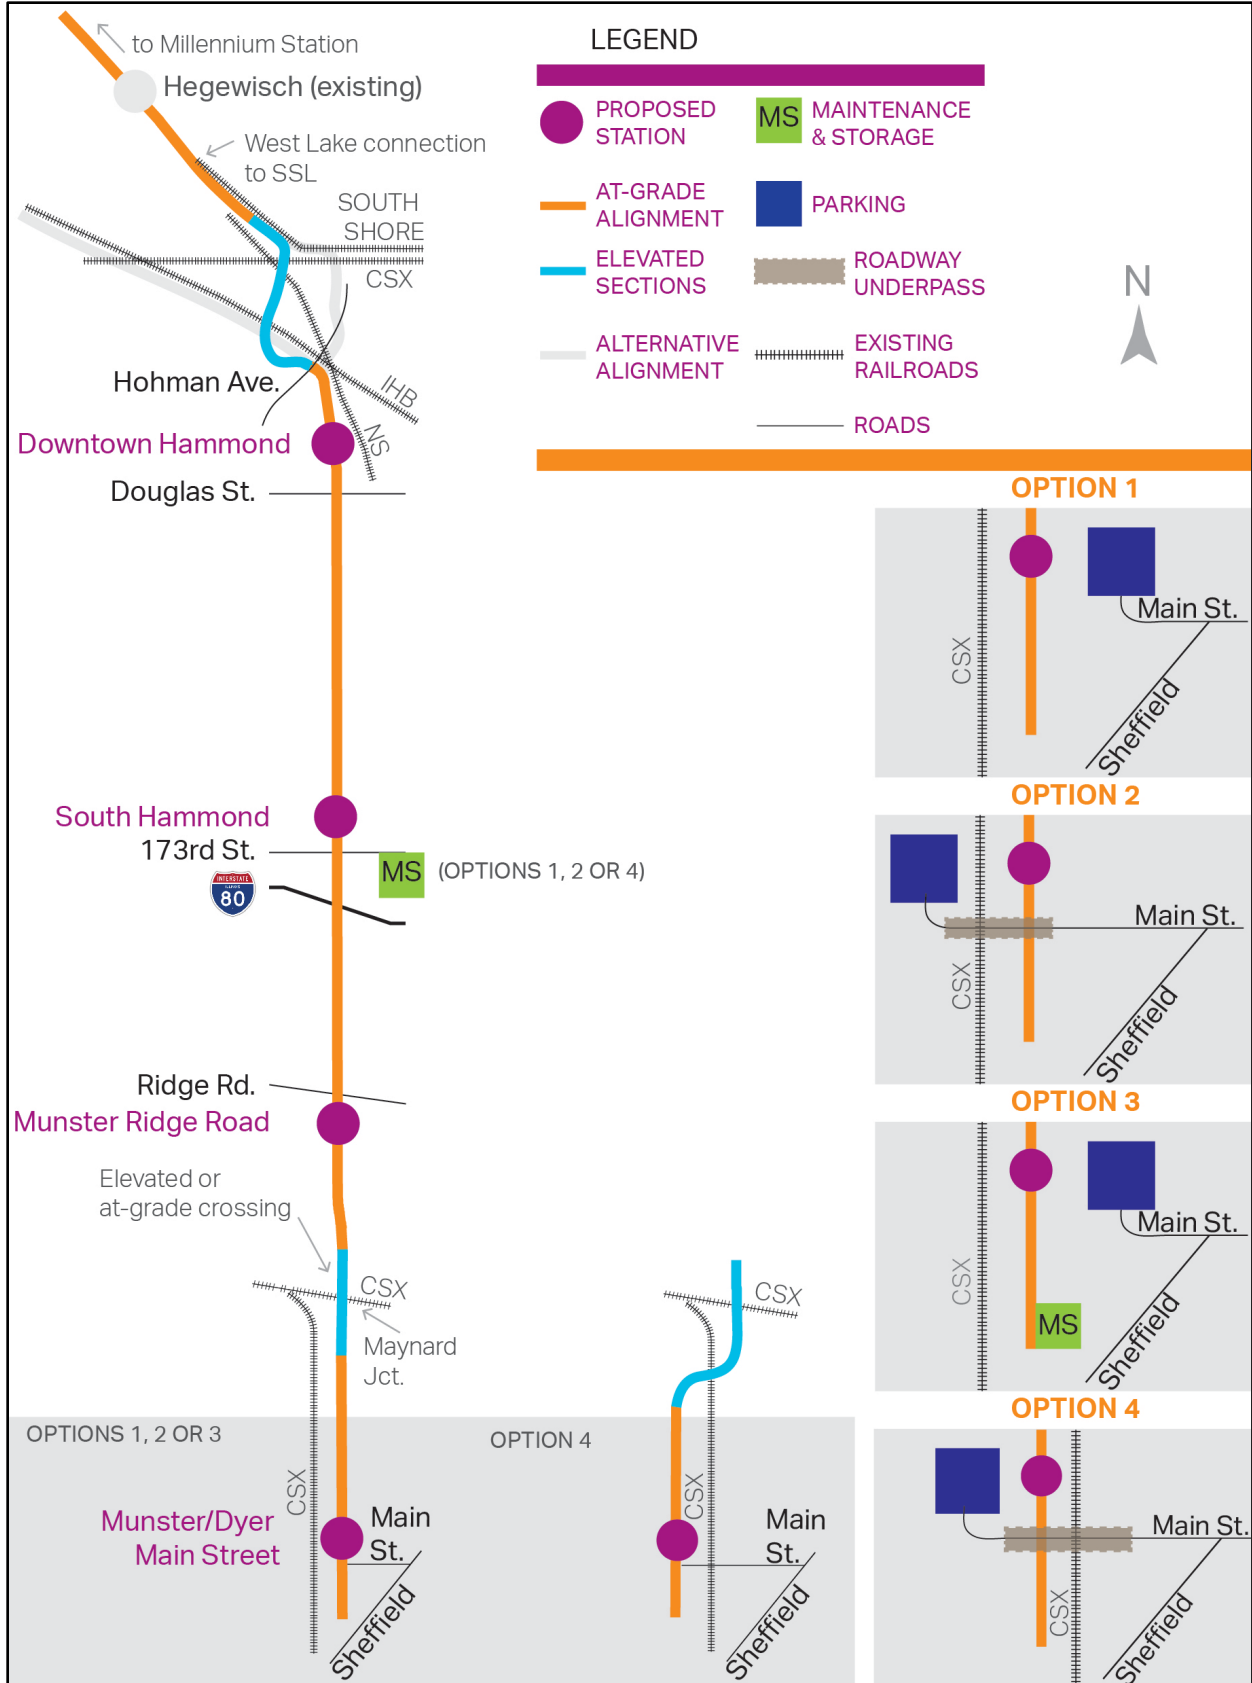 to Millennium Station
Hegewisch (existing)
West Lake connection
to SSL
SOUTH
SHORE
CSX
Hohman Ave.
IHB
NS
Downtown Hammond
Douglas St.
South Hammond
173rd St.
INTERSTATE
ILLINOIS
80
MS
(OPTIONS 1, 2 OR 4)
Ridge Rd.
Munster Ridge Road
Elevated or
at-grade crossing
CSX
Maynard
Jct.
OPTIONS 1, 2 OR 3
CSX
Munster/Dyer
Main Street
Main
St.
Sheffield
CSX
OPTION 4
CSX
Main
St.
Sheffield
LEGEND
PROPOSED
STATION
AT-GRADE
ALIGNMENT
ELEVATED
SECTIONS
ALTERNATIVE
ALIGNMENT
MS
MAINTENANCE
& STORAGE
PARKING
ROADWAY
UNDERPASS
EXISTING
RAILROADS
ROADS
N
OPTION 1
CSX
Main St.
Sheffield
OPTION 2
CSX
Main St.
Sheffield
OPTION 3
CSX
Main St.
MS
Sheffield
OPTION 4
CSX
Main St.
Sheffield